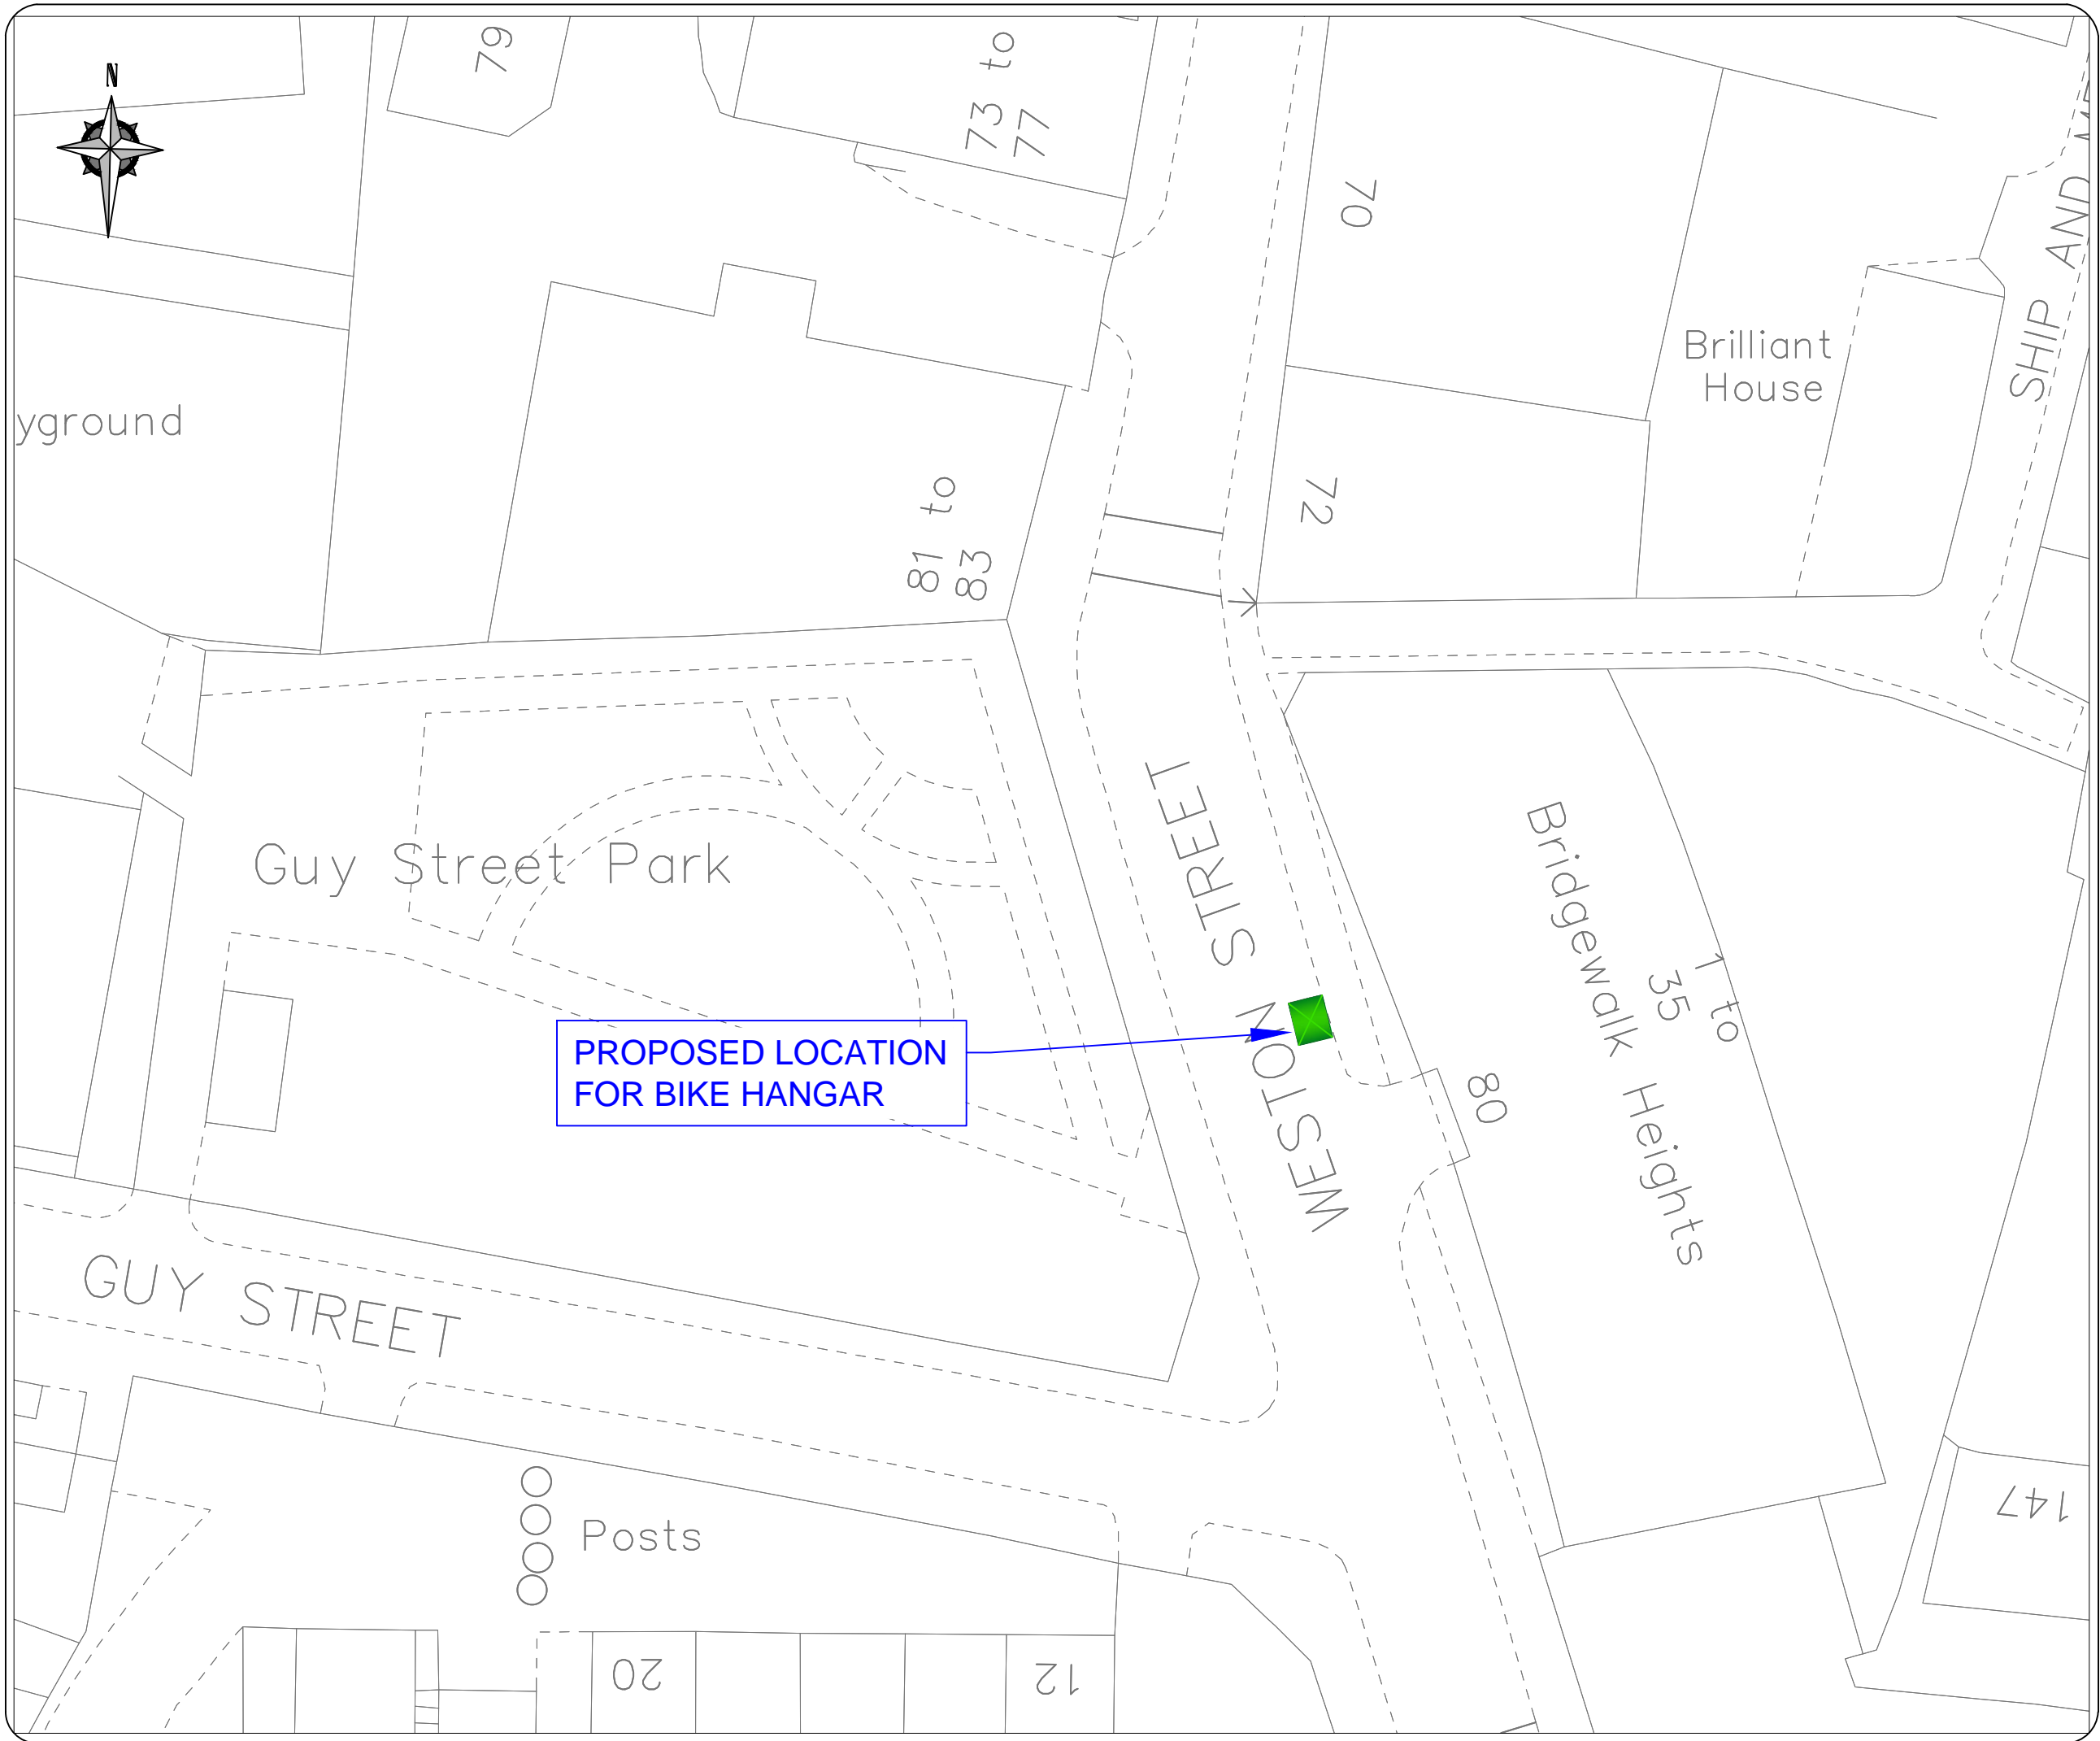 N
79
73 to
77
70
SHIP AND
Brilliant
House
yground
81 to
83
72
Guy Street Park
WESTON STREET
Bridgewalk Heights
1 to
35
PROPOSED LOCATION
FOR BIKE HANGAR
80
GUY STREET
Posts
147
20
12